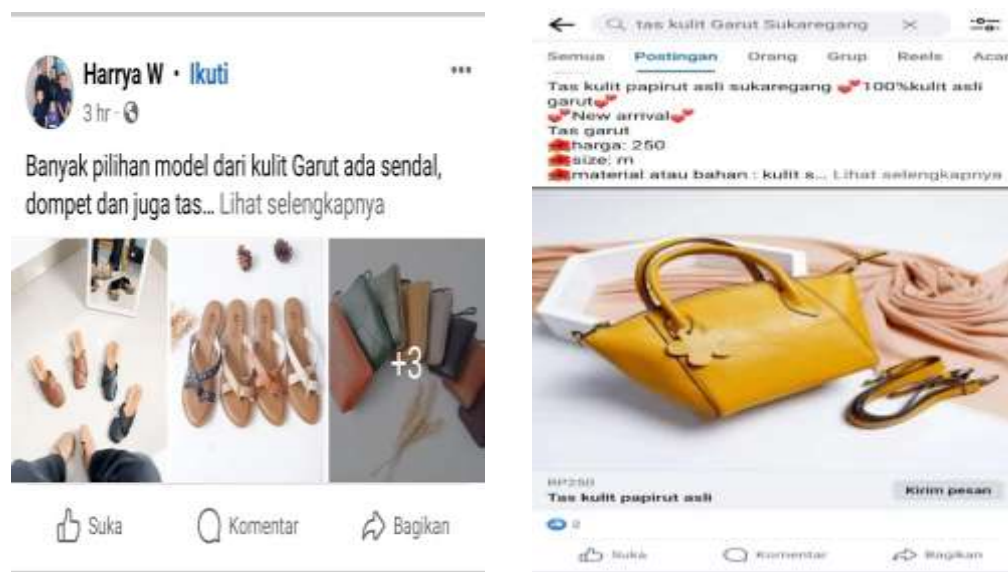 Harrya W · Ikuti
3 hr ·
Banyak pilihan model dari kulit Garut ada sendal,
dompet dan juga tas... Lihat selengkapnya
+3
Suka Komentar Bagikan
tas kulit Garut Sukaregang
Semua Postingan Orang Grup Reels Acar
Tas kulit papirut asli sukaregang 💞100%kulit asli
garut💞
💞New arrival💞
Tas garut
harga: 250
size: m
material atau bahan : kulit s... Lihat selengkapnya
RP250
Tas kulit papirut asli
Kirim pesan
2
Suka Komentar Bagikan